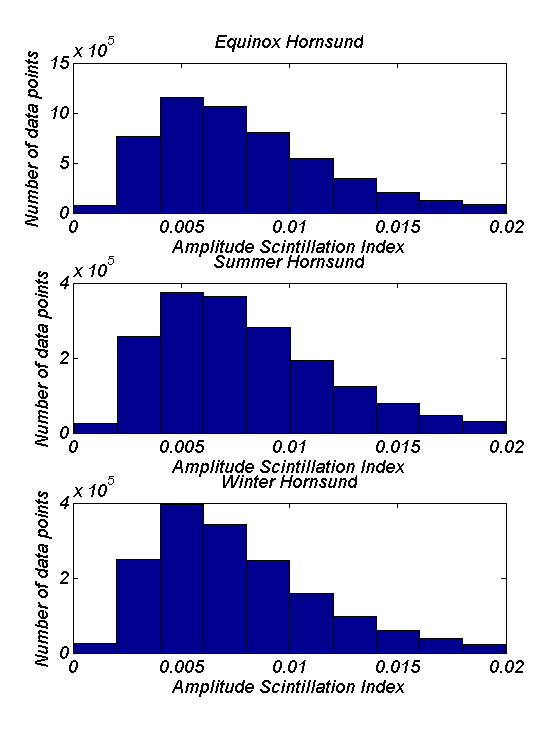 Equinox Hornsund
x 10^5
15
10
5
0
Number of data points
0 0.005 0.01 0.015 0.02
Amplitude Scintillation Index
Summer Hornsund
x 10^5
4
2
0
Number of data points
0 0.005 0.01 0.015 0.02
Amplitude Scintillation Index
Winter Hornsund
x 10^5
4
2
0
Number of data points
0 0.005 0.01 0.015 0.02
Amplitude Scintillation Index